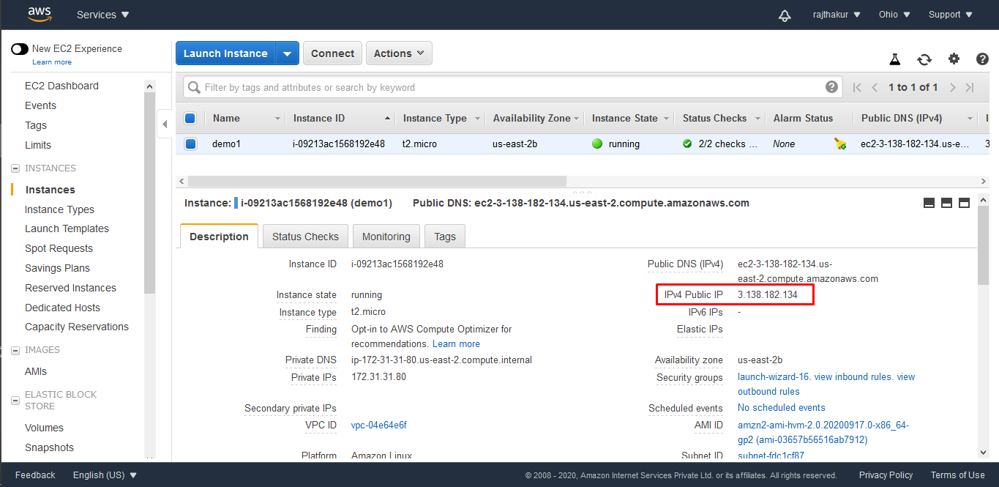 aws Services rajthakur Ohio Support
New EC2 Experience
Learn more
EC2 Dashboard
Events
Tags
Limits
INSTANCES
Instances
Instance Types
Launch Templates
Spot Requests
Savings Plans
Reserved Instances
Dedicated Hosts
Capacity Reservations
IMAGES
AMIs
ELASTIC BLOCK
STORE
Volumes
Snapshots
Launch Instance Connect Actions
Filter by tags and attributes or search by keyword
1 to 1 of 1
Name Instance ID Instance Type Availability Zone Instance State Status Checks Alarm Status Public DNS (IPv4)
demo1 i-09213ac1568192e48 t2.micro us-east-2b running 2/2 checks ... None ec2-3-138-182-134.us-e... 3
Instance: i-09213ac1568192e48 (demo1) Public DNS: ec2-3-138-182-134.us-east-2.compute.amazonaws.com
Description Status Checks Monitoring Tags
Instance ID i-09213ac1568192e48
Instance state running
Instance type t2.micro
Finding Opt-in to AWS Compute Optimizer for
recommendations. Learn more
Private DNS ip-172-31-31-80.us-east-2.compute.internal
Private IPs 172.31.31.80
Secondary private IPs
VPC ID vpc-04e64e6f
Platform Amazon Linux
Public DNS (IPv4) ec2-3-138-182-134.us-
east-2.compute.amazonaws.com
IPv4 Public IP 3.138.182.134
IPv6 IPs -
Elastic IPs
Availability zone us-east-2b
Security groups launch-wizard-16. view inbound rules. view
outbound rules
Scheduled events No scheduled events
AMI ID amzn2-ami-hvm-2.0.20200917.0-x86_64-
gp2 (ami-03657b56516ab7912)
Subnet ID subnet-fdc1cf87
Feedback English (US) © 2008 - 2020, Amazon Internet Services Private Ltd. or its affiliates. All rights reserved. Privacy Policy Terms of Use